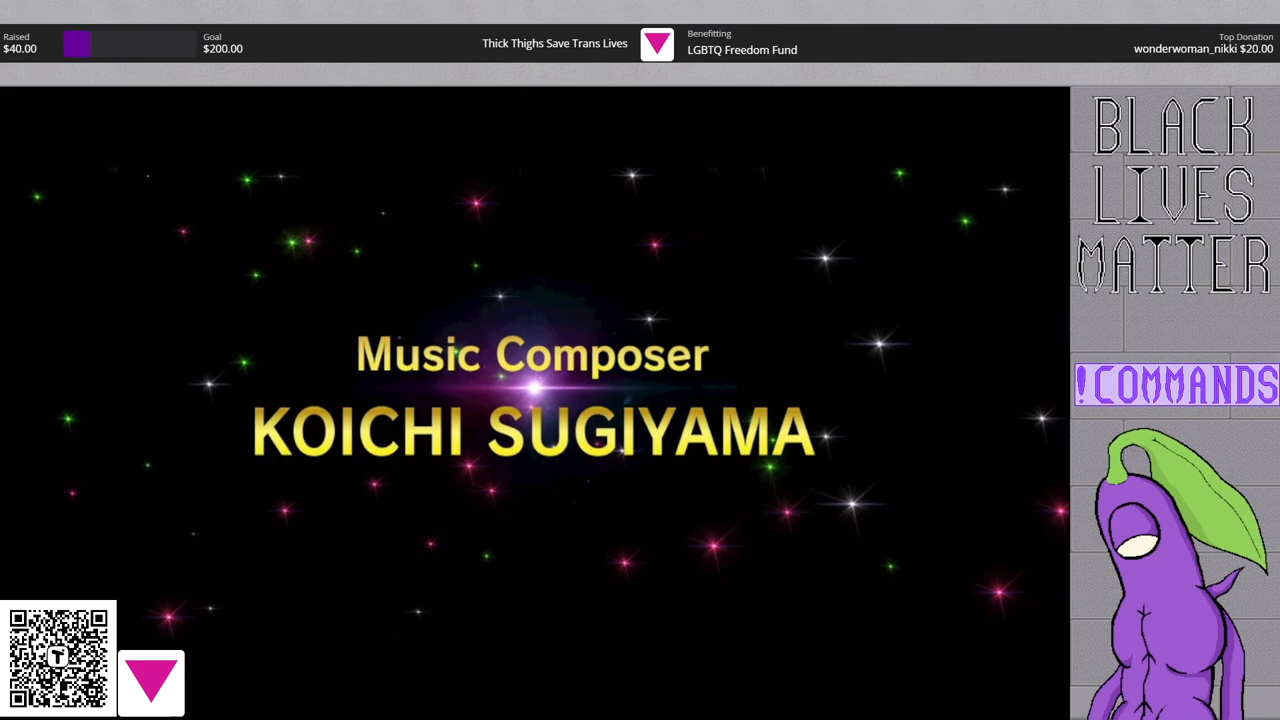 Raised
$40.00
Goal
$200.00
Thick Thighs Save Trans Lives
Benefitting
LGBTQ Freedom Fund
Top Donation
wonderwoman_nikki $20.00
BLACK
LIVES
MATTER
Music Composer
KOICHI SUGIYAMA
!COMMANDS
T